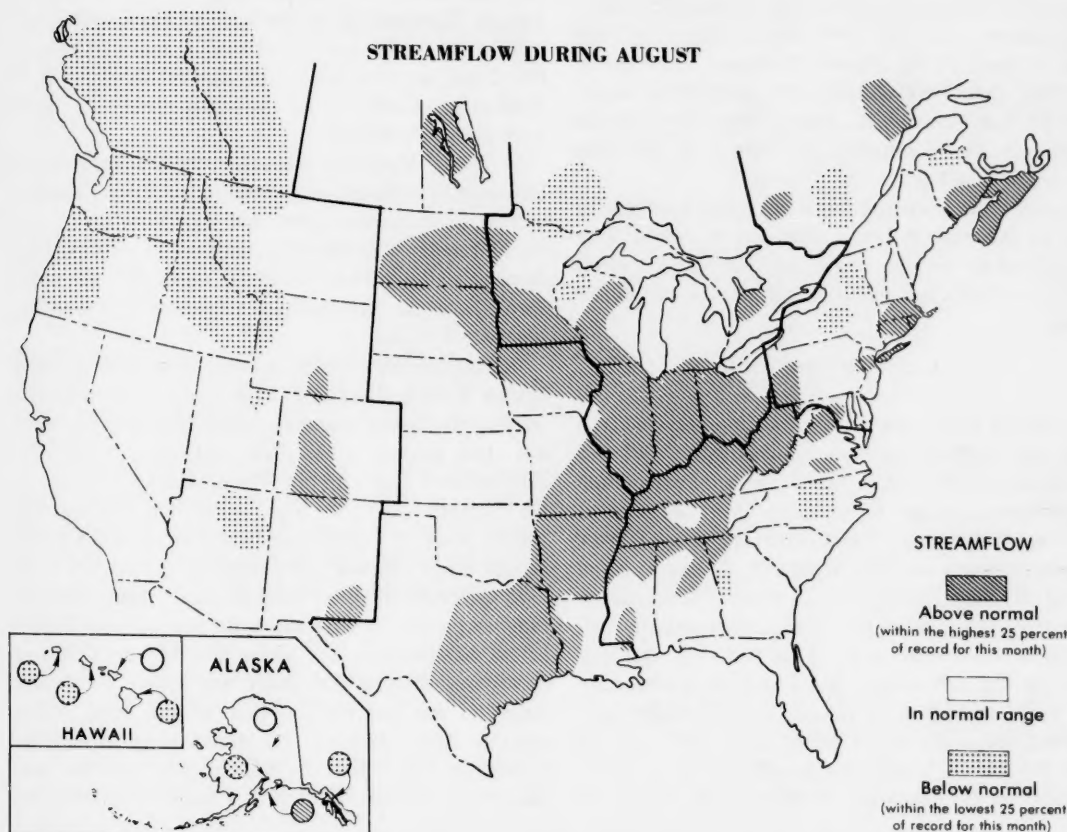 STREAMFLOW DURING AUGUST
STREAMFLOW
Above normal
(within the highest 25 percent
of record for this month)
In normal range
Below normal
(within the lowest 25 percent
of record for this month)
ALASKA
HAWAII